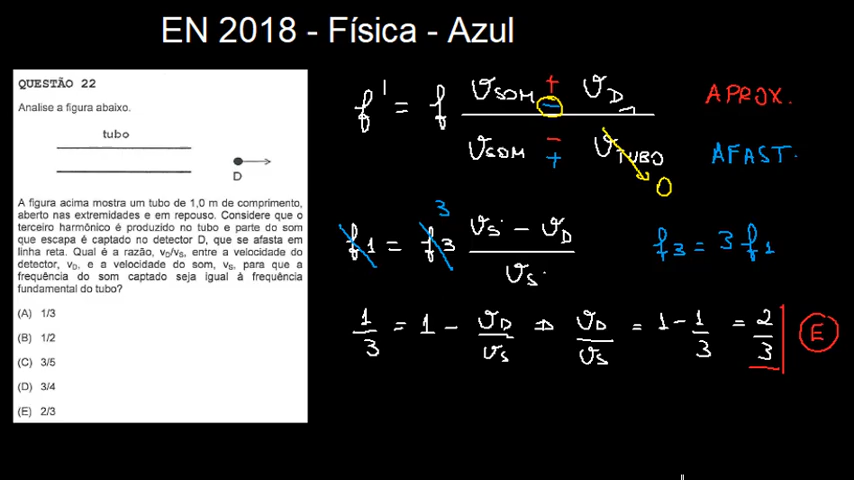 EN 2018 - Física - Azul
QUESTÃO 22
Analise a figura abaixo.
tubo
D
A figura acima mostra um tubo de 1,0 m de comprimento,
aberto nas extremidades e em repouso. Considere que o
terceiro harmônico é produzido no tubo e parte do som
que escapa é captado no detector D, que se afasta em
linha reta. Qual é a razão, vD/vS, entre a velocidade do
detector, vD, e a velocidade do som, vS, para que a
frequência do som captado seja igual à frequência
fundamental do tubo?
(A) 1/3
(B) 1/2
(C) 3/5
(D) 3/4
(E) 2/3
f' = f (VSOM ± VD) / (VSOM ∓ VTUBO) 0
APROX.
AFAST.
f1 = f3 3 (VS - VD) / VS
f3 = 3 f1
1/3 = 1 - VD/VS ⇒ VD/VS = 1 - 1/3 = 2/3 E